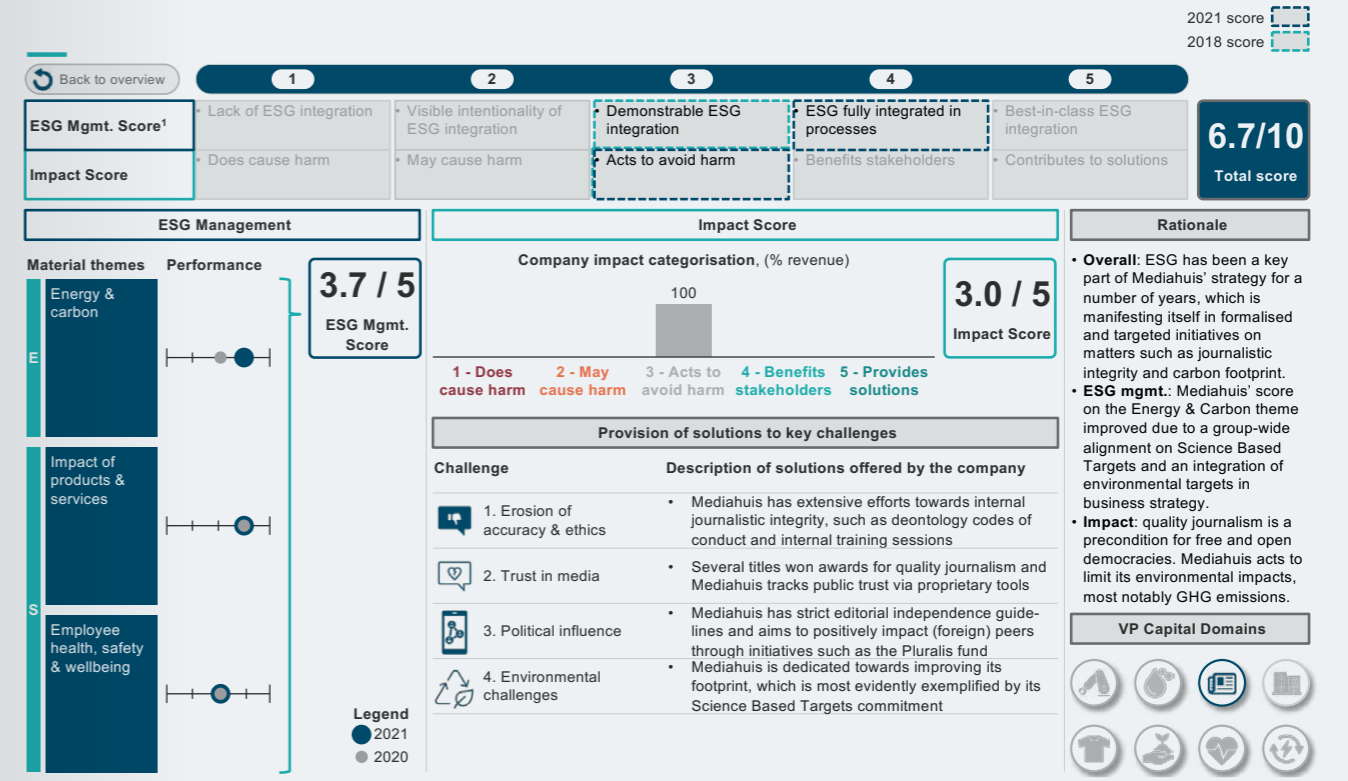 2021 score
2018 score
Back to overview
1
2
3
4
5
ESG Mgmt. Score1
• Lack of ESG integration
• Visible intentionality of
ESG integration
• Demonstrable ESG
integration
• ESG fully integrated in
processes
• Best-in-class ESG
integration
Impact Score
• Does cause harm
• May cause harm
• Acts to avoid harm
• Benefits stakeholders
• Contributes to solutions
6.7/10
Total score
ESG Management
Material themes
Performance
E
Energy &
carbon
S
Impact of
products &
services
Employee
health, safety
& wellbeing
3.7 / 5
ESG Mgmt.
Score
Legend
2021
2020
Impact Score
Company impact categorisation, (% revenue)
100
1 - Does
cause harm
2 - May
cause harm
3 - Acts to
avoid harm
4 - Benefits
stakeholders
5 - Provides
solutions
3.0 / 5
Impact Score
Provision of solutions to key challenges
Challenge
Description of solutions offered by the company
1. Erosion of
accuracy & ethics
• Mediahuis has extensive efforts towards internal
journalistic integrity, such as deontology codes of
conduct and internal training sessions
2. Trust in media
• Several titles won awards for quality journalism and
Mediahuis tracks public trust via proprietary tools
3. Political influence
• Mediahuis has strict editorial independence guide-
lines and aims to positively impact (foreign) peers
through initiatives such as the Pluralis fund
4. Environmental
challenges
• Mediahuis is dedicated towards improving its
footprint, which is most evidently exemplified by its
Science Based Targets commitment
Rationale
• Overall: ESG has been a key
part of Mediahuis' strategy for a
number of years, which is
manifesting itself in formalised
and targeted initiatives on
matters such as journalistic
integrity and carbon footprint.
• ESG mgmt.: Mediahuis' score
on the Energy & Carbon theme
improved due to a group-wide
alignment on Science Based
Targets and an integration of
environmental targets in
business strategy.
• Impact: quality journalism is a
precondition for free and open
democracies. Mediahuis acts to
limit its environmental impacts,
most notably GHG emissions.
VP Capital Domains